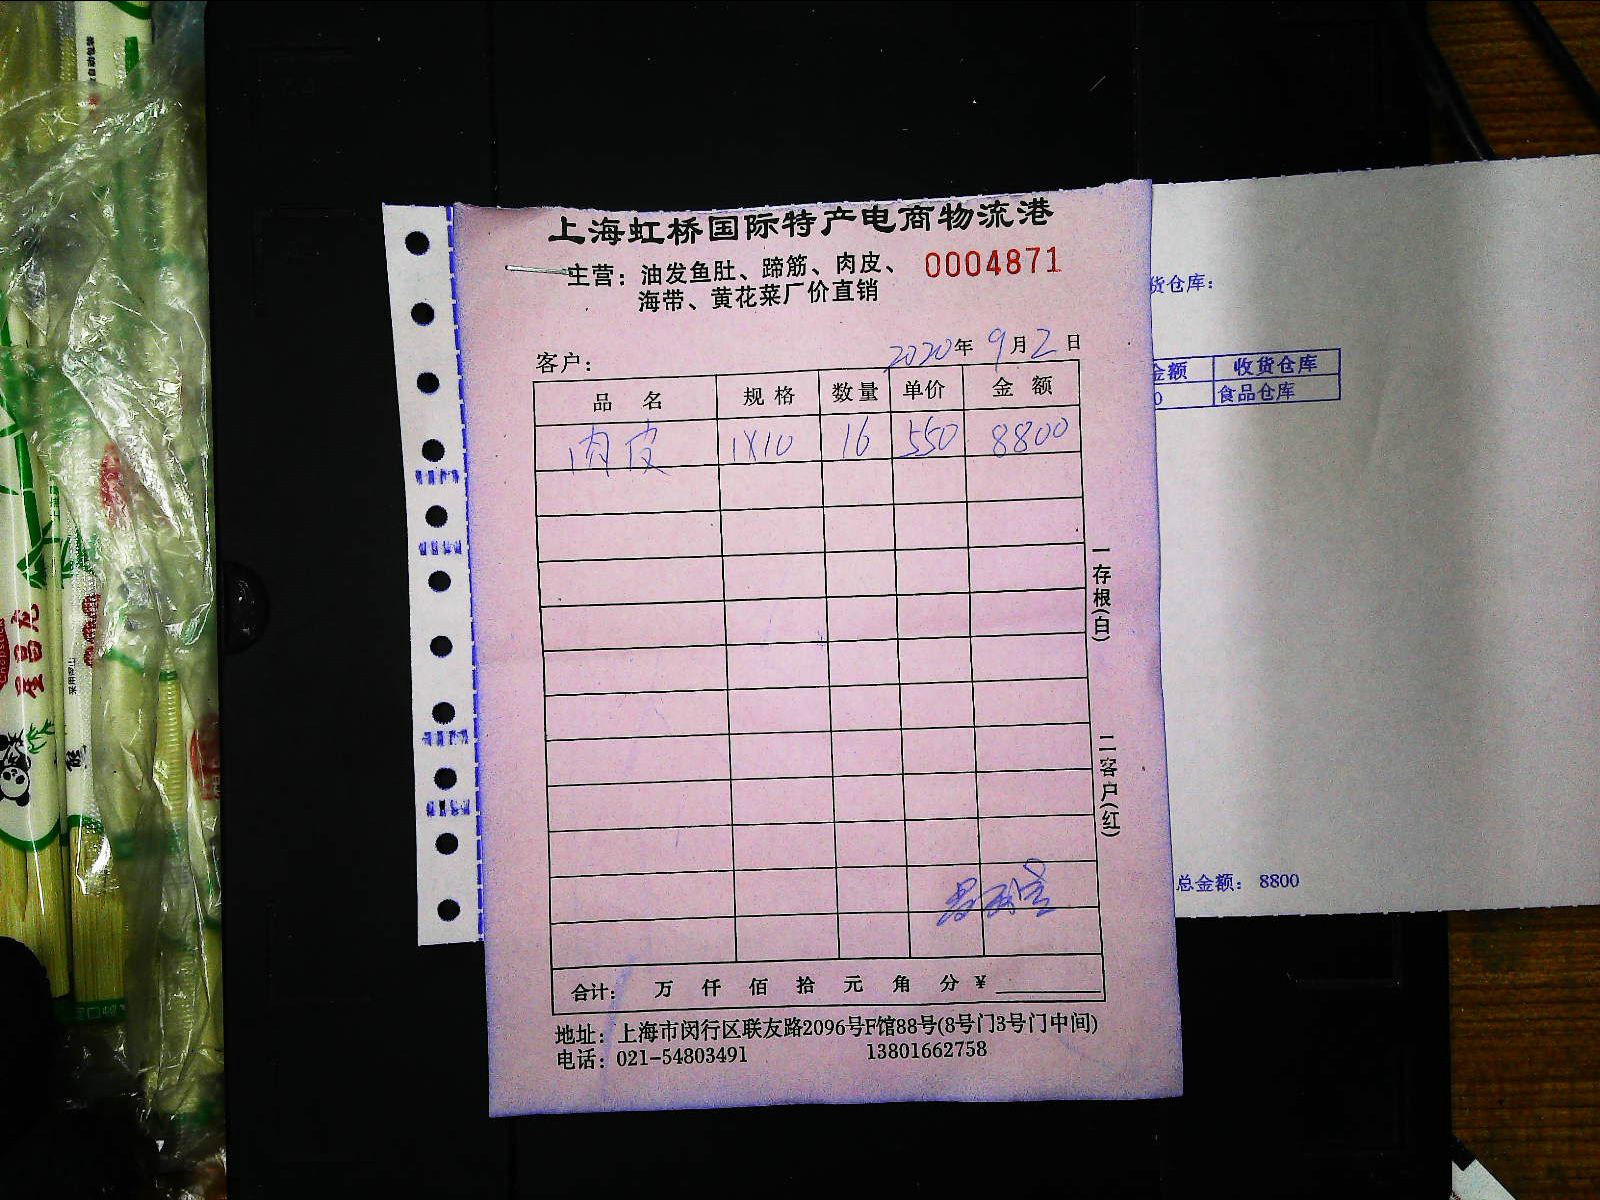 上海虹桥国际特产电商物流港
主营：油发鱼肚、蹄筋、肉皮、
海带、黄花菜厂价直销
0004871
客户：
2020年 9月2日
品 名 规 格 数量 单价 金 额
肉皮 1X10 16 550 8800
一存根(白)
二客户(红)
合计： 万 仟 佰 拾 元 角 分 ¥
地址：上海市闵行区联友路2096号F馆88号(8号门3号门中间)
电话：021-54803491 13801662758
货仓库：
金额 收货仓库
0 食品仓库
总金额： 8800